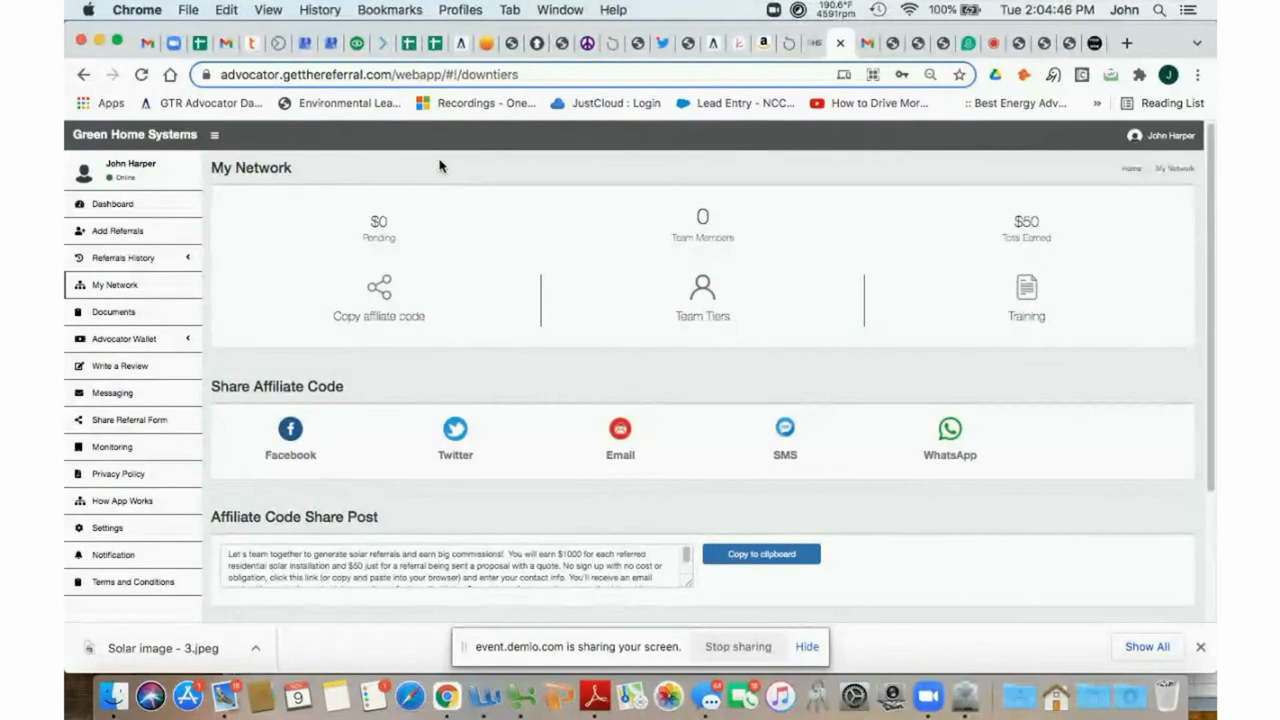 Chrome File Edit View History Bookmarks Profiles Tab Window Help 190.6°F 4591rpm 100% Tue 2:04:46 PM John
advocator.getthereferral.com/webapp/#!/downtiers
Apps GTR Advocator Da... Environmental Lea... Recordings - One... JustCloud : Login Lead Entry - NCC... How to Drive Mor... :: Best Energy Adv... » Reading List
Green Home Systems John Harper
John Harper
Online
My Network Home My Network
Dashboard
Add Referrals
Referrals History
My Network
Documents
Advocator Wallet
Write a Review
Messaging
Share Referral Form
Monitoring
Privacy Policy
How App Works
Settings
Notification
Terms and Conditions
$0 0 $50
Pending Team Members Total Earned
Copy affiliate code Team Tiers Training
Share Affiliate Code
Facebook Twitter Email SMS WhatsApp
Affiliate Code Share Post
Let's team together to generate solar referrals and earn big commissions! You will earn $1000 for each referred
residential solar installation and $50 just for a referral being sent a proposal with a quote. No sign up with no cost or
obligation, click this link (or copy and paste into your browser) and enter your contact info. You'll receive an email
Copy to clipboard
Solar image - 3.jpeg
event.demio.com is sharing your screen. Stop sharing Hide
Show All
NOV
9